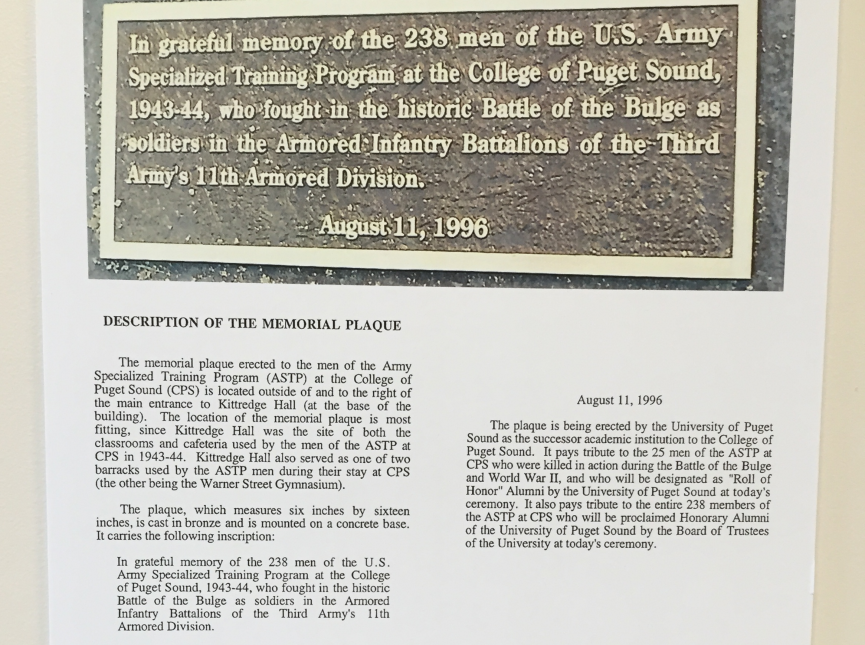 In grateful memory of the 238 men of the U.S. Army
Specialized Training Program at the College of Puget Sound,
1943-44, who fought in the historic Battle of the Bulge as
soldiers in the Armored Infantry Battalions of the Third
Army's 11th Armored Division.
August 11, 1996
DESCRIPTION OF THE MEMORIAL PLAQUE
The memorial plaque erected to the men of the Army
Specialized Training Program (ASTP) at the College of
Puget Sound (CPS) is located outside of and to the right of
the main entrance to Kittredge Hall (at the base of the
building). The location of the memorial plaque is most
fitting, since Kittredge Hall was the site of both the
classrooms and cafeteria used by the men of the ASTP at
CPS in 1943-44. Kittredge Hall also served as one of two
barracks used by the ASTP men during their stay at CPS
(the other being the Warner Street Gymnasium).
The plaque, which measures six inches by sixteen
inches, is cast in bronze and is mounted on a concrete base.
It carries the following inscription:
In grateful memory of the 238 men of the U.S.
Army Specialized Training Program at the College
of Puget Sound, 1943-44, who fought in the historic
Battle of the Bulge as soldiers in the Armored
Infantry Battalions of the Third Army's 11th
Armored Division.
August 11, 1996
The plaque is being erected by the University of Puget
Sound as the successor academic institution to the College of
Puget Sound. It pays tribute to the 25 men of the ASTP at
CPS who were killed in action during the Battle of the Bulge
and World War II, and who will be designated as "Roll of
Honor" Alumni by the University of Puget Sound at today's
ceremony. It also pays tribute to the entire 238 members of
the ASTP at CPS who will be proclaimed Honorary Alumni
of the University of Puget Sound by the Board of Trustees
of the University at today's ceremony.